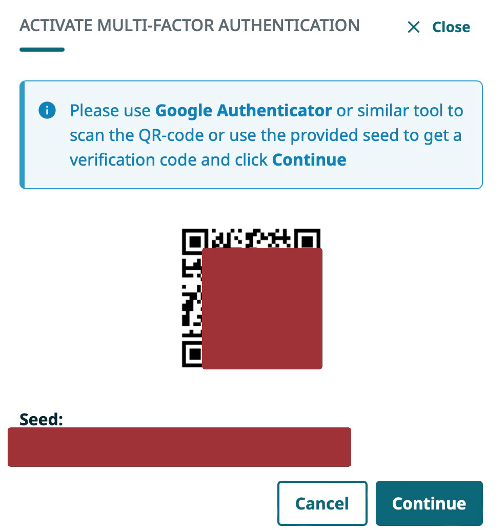 ACTIVATE MULTI-FACTOR AUTHENTICATION
Close
Please use Google Authenticator or similar tool to
scan the QR-code or use the provided seed to get a
verification code and click Continue
Seed:
Cancel
Continue